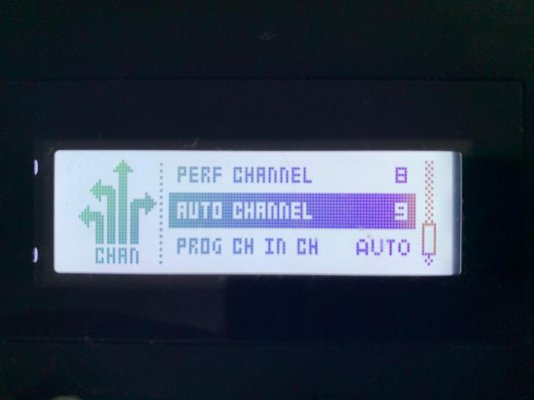 PERF CHANNEL 8
AUTO CHANNEL 9
PROG CH IN CH AUTO
CHAN